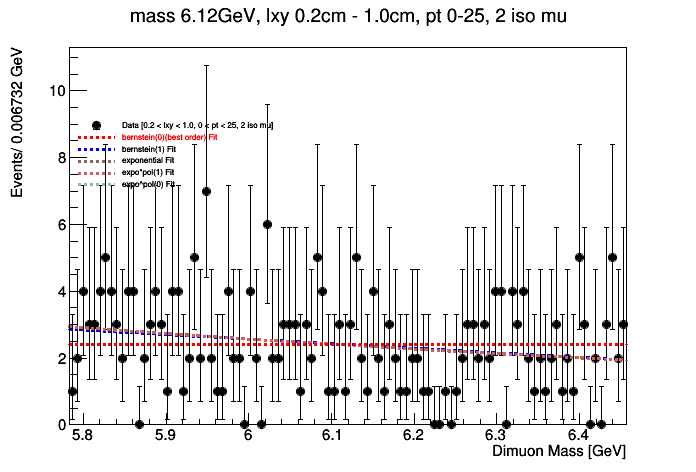 mass 6.12GeV, lxy 0.2cm - 1.0cm, pt 0-25, 2 iso mu
Events/ 0.006732 GeV
10
8
6
4
2
0
Data [0.2 < lxy < 1.0, 0 < pt < 25, 2 iso mu]
bernstein(0)(best order) Fit
bernstein(1) Fit
exponential Fit
expo*pol(1) Fit
expo*pol(0) Fit
5.8 5.9 6 6.1 6.2 6.3 6.4
Dimuon Mass [GeV]